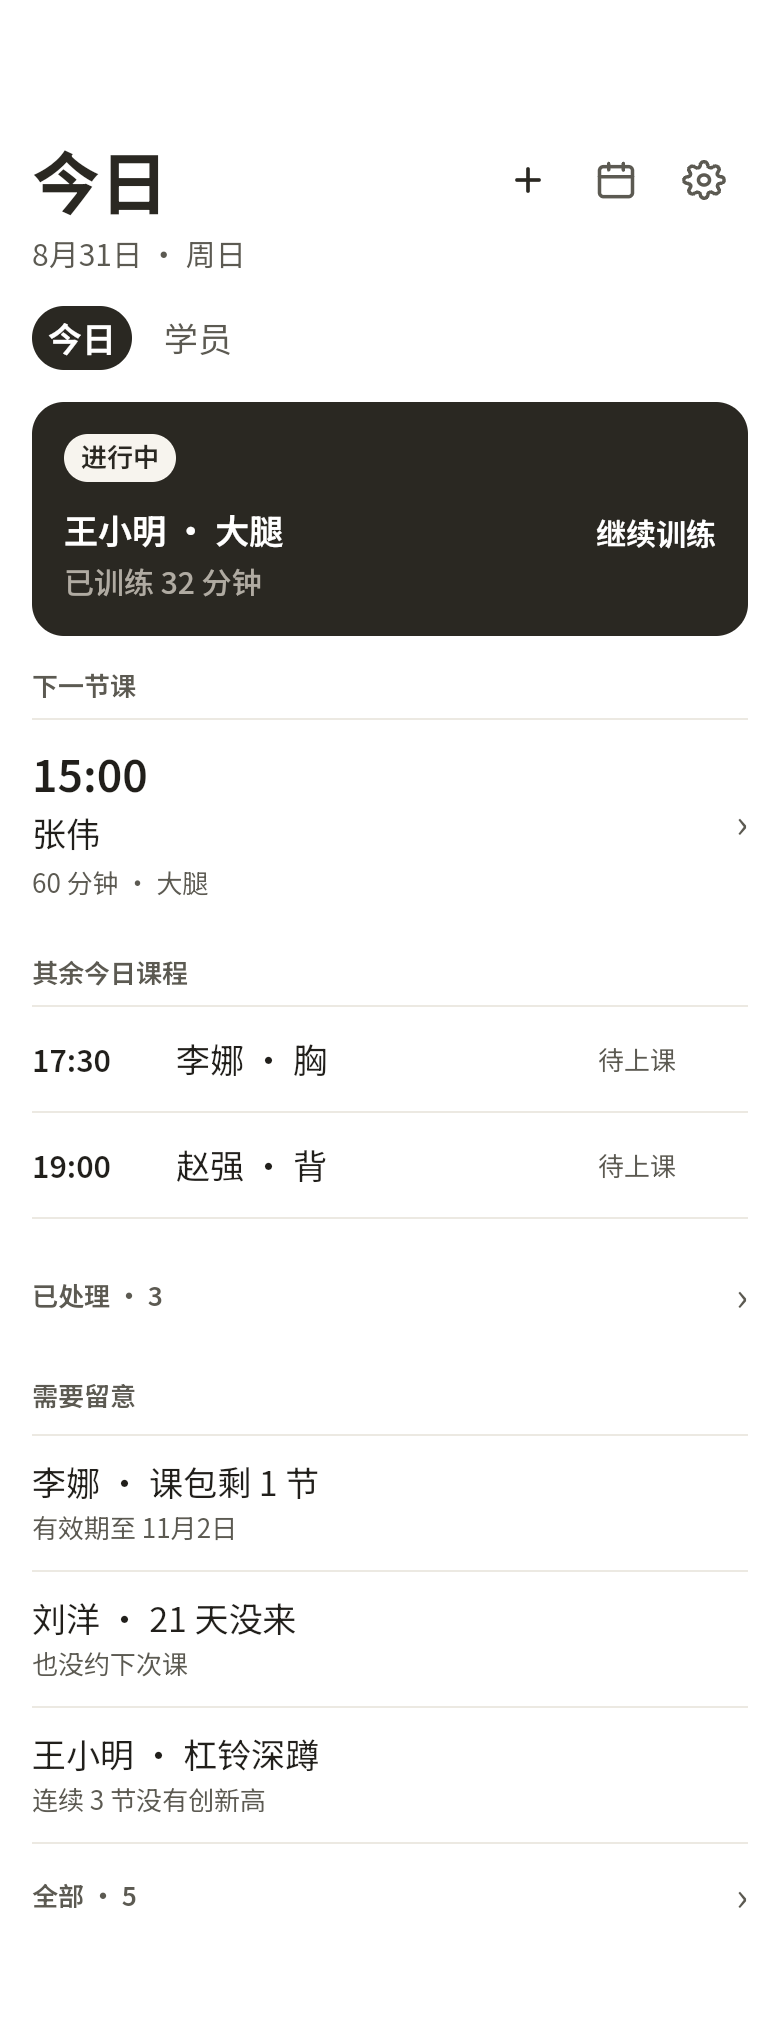 今日
8月31日 · 周日
今日 学员
进行中
王小明 · 大腿 继续训练
已训练 32 分钟
下一节课
15:00
张伟
60 分钟 · 大腿
其余今日课程
17:30 李娜 · 胸 待上课
19:00 赵强 · 背 待上课
已处理 · 3
需要留意
李娜 · 课包剩 1 节
有效期至 11月2日
刘洋 · 21 天没来
也没约下次课
王小明 · 杠铃深蹲
连续 3 节没有创新高
全部 · 5